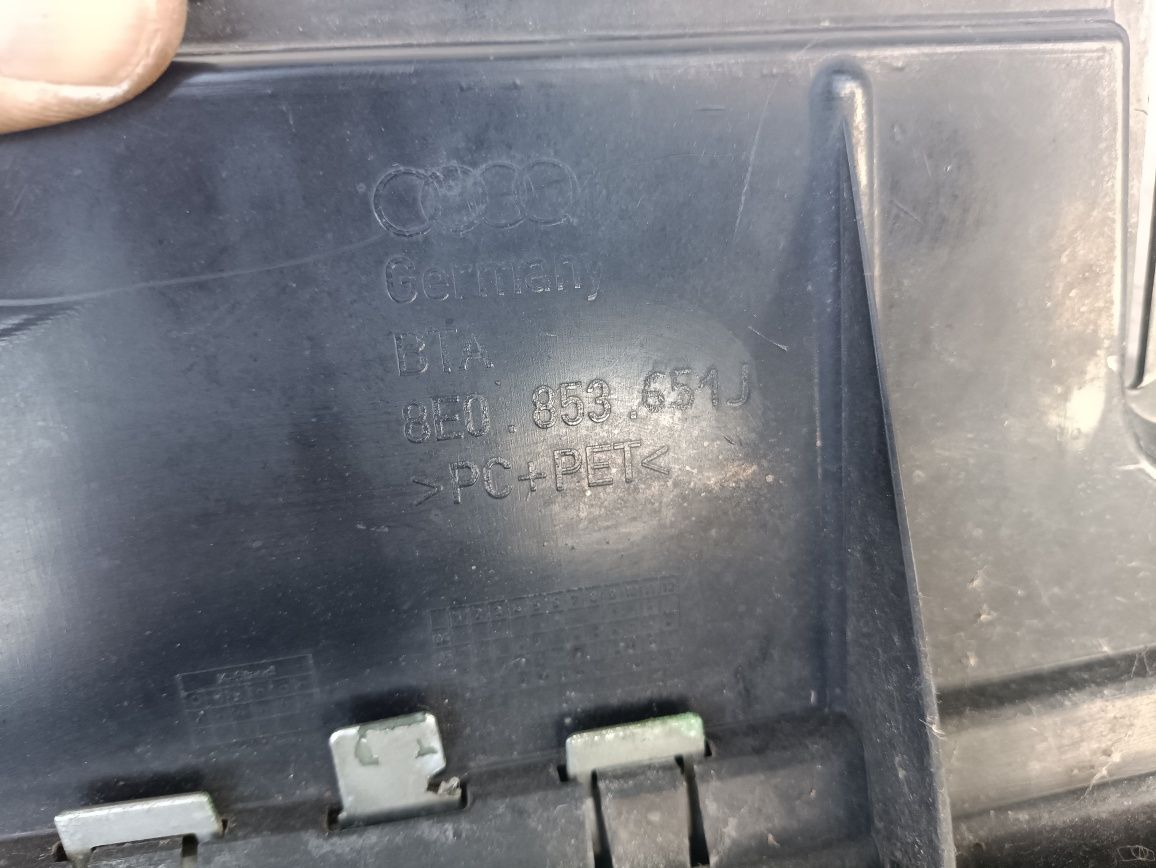 Germany
BTA
8E0.853.651J
>PC+PET<